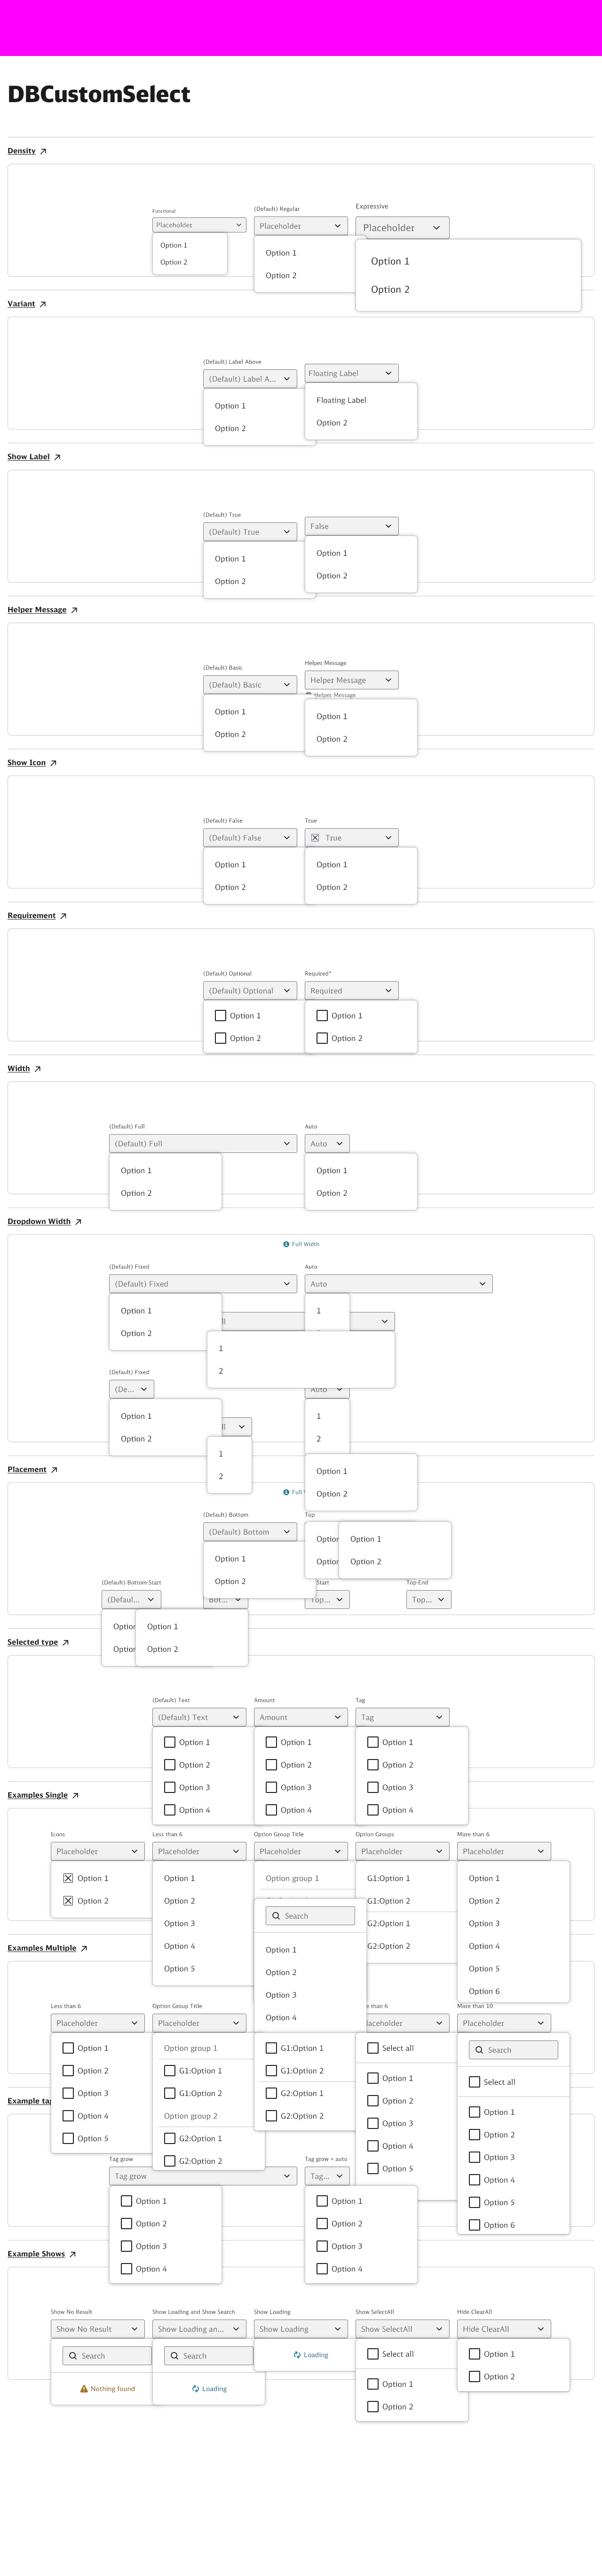 DBCustomSelect
Density
Functional
(Default) Regular
Expressive
Placeholder
Placeholder
Placeholder
Option 1
Option 2
Option 1
Option 2
Option 1
Option 2
Variant
(Default) Label Above
(Default) Label A...
Floating Label
Option 1
Option 2
Floating Label
Option 2
Show Label
(Default) True
(Default) True
False
Option 1
Option 2
Option 1
Option 2
Helper Message
(Default) Basic
Helper Message
(Default) Basic
Helper Message
Helper Message
Option 1
Option 2
Option 1
Option 2
Show Icon
(Default) False
True
(Default) False
True
Option 1
Option 2
Option 1
Option 2
Requirement
(Default) Optional
Required*
(Default) Optional
Required
Option 1
Option 2
Option 1
Option 2
Width
(Default) Full
Auto
(Default) Full
Auto
Option 1
Option 2
Option 1
Option 2
Dropdown Width
Full Width
(Default) Fixed
Auto
(Default) Fixed
Auto
Option 1
Option 2
1
1
2
(Default) Fixed
(De...
Auto
Option 1
Option 2
1
2
1
2
Option 1
Option 2
Placement
Full
(Default) Bottom
Top
(Default) Bottom
Option 1
Option 2
Option 1
Option 2
(Default) Bottom-Start
Start
Top-End
(Defaul...
Bot...
Top...
Top...
Option 1
Option 2
Selected type
(Default) Text
Amount
Tag
(Default) Text
Amount
Tag
Option 1
Option 2
Option 3
Option 4
Option 1
Option 2
Option 3
Option 4
Option 1
Option 2
Option 3
Option 4
Examples Single
Icons
Less than 6
Option Group Title
Option Groups
More than 6
Placeholder
Placeholder
Placeholder
Placeholder
Placeholder
Option 1
Option 2
Option 1
Option 2
Option 3
Option 4
Option 5
Option group 1
Search
Option 1
Option 2
Option 3
Option 4
G1:Option 1
G1:Option 2
G2:Option 1
G2:Option 2
Option 1
Option 2
Option 3
Option 4
Option 5
Option 6
Examples Multiple
Less than 6
Option Group Title
than 6
More than 10
Placeholder
Placeholder
laceholder
Placeholder
Option 1
Option 2
Option 3
Option 4
Option 5
Option group 1
G1:Option 1
G1:Option 2
Option group 2
G2:Option 1
G2:Option 2
G1:Option 1
G1:Option 2
G2:Option 1
G2:Option 2
Select all
Option 1
Option 2
Option 3
Option 4
Option 5
Search
Select all
Option 1
Option 2
Option 3
Option 4
Option 5
Option 6
Example
Tag grow
Tag grow + auto
Tag grow
Tag...
Option 1
Option 2
Option 3
Option 4
Option 1
Option 2
Option 3
Option 4
Example Shows
Show No Result
Show Loading and Show Search
Show Loading
Show SelectAll
Hide ClearAll
Show No Result
Show Loading an...
Show Loading
Show SelectAll
Hide ClearAll
Search
Nothing found
Search
Loading
Loading
Select all
Option 1
Option 2
Option 1
Option 2